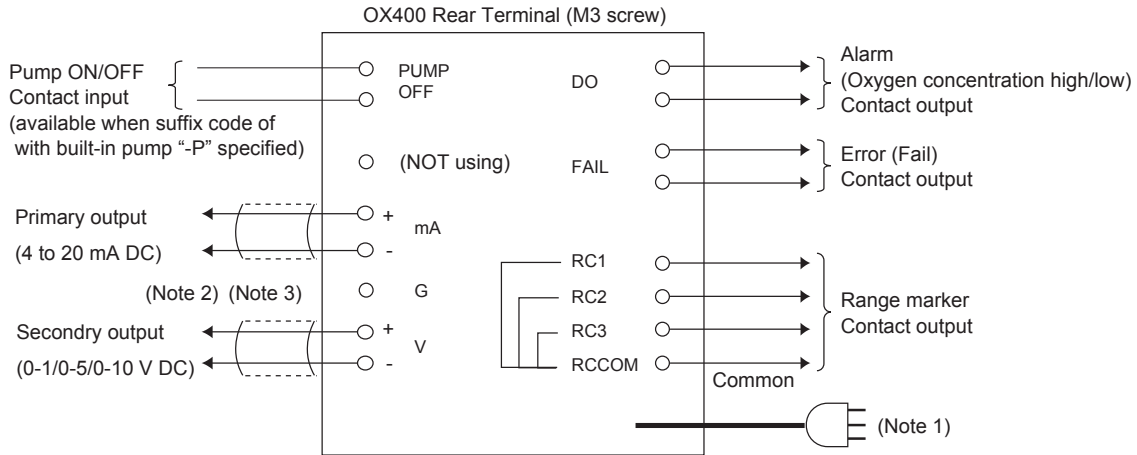 OX400 Rear Terminal (M3 screw)
Pump ON/OFF
Contact input
(available when suffix code of
with built-in pump “-P” specified)
PUMP
OFF
(NOT using)
Primary output
(4 to 20 mA DC)
+
mA
-
(Note 2) (Note 3)
G
Secondry output
(0-1/0-5/0-10 V DC)
+
V
-
DO
Alarm
(Oxygen concentration high/low)
Contact output
FAIL
Error (Fail)
Contact output
RC1
RC2
RC3
RCCOM
Common
Range marker
Contact output
(Note 1)